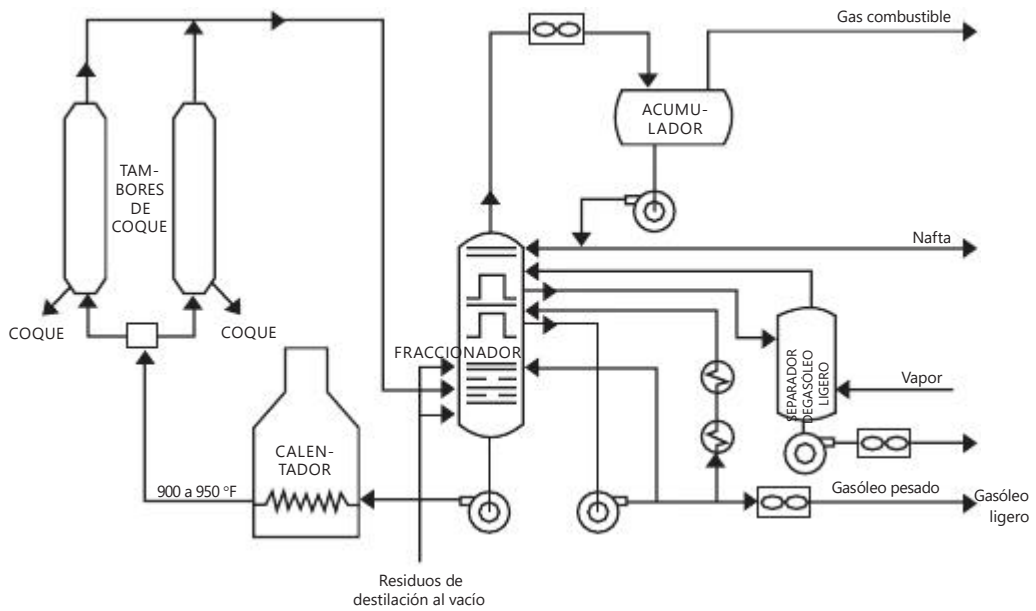 Gas combustible
ACUMU-
LADOR
TAM-
BORES
DE
COQUE
Nafta
COQUE
COQUE
FRACCIONADOR
SEPARADOR
DEGASÓLEO
LIGERO
Vapor
CALEN-
TADOR
900 a 950 °F
Gasóleo pesado
Gasóleo
ligero
Residuos de
destilación al vacío